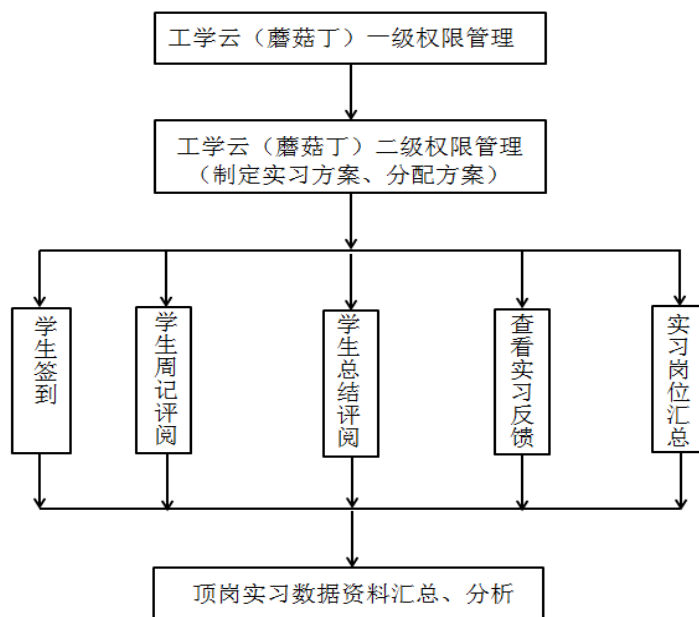 工学云（蘑菇丁）一级权限管理
工学云（蘑菇丁）二级权限管理
（制定实习方案、分配方案）
学生签到
学生周记评阅
学生总结评阅
查看实习反馈
实习岗位汇总
顶岗实习数据资料汇总、分析